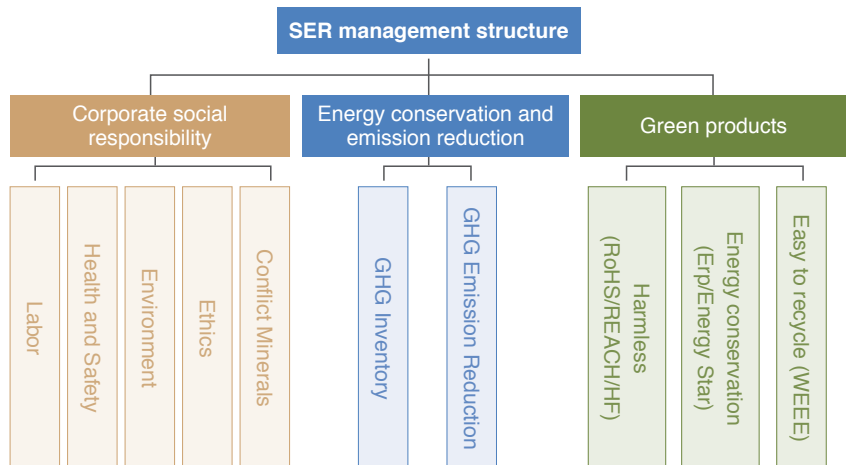 SER management structure
Corporate social
responsibility
Energy conservation and
emission reduction
Green products
Labor
Health and Safety
Environment
Ethics
Conflict Minerals
GHG Inventory
GHG Emission Reduction
Harmless
(RoHS/REACH/HF)
Energy conservation
(Erp/Energy Star)
Easy to recycle (WEEE)